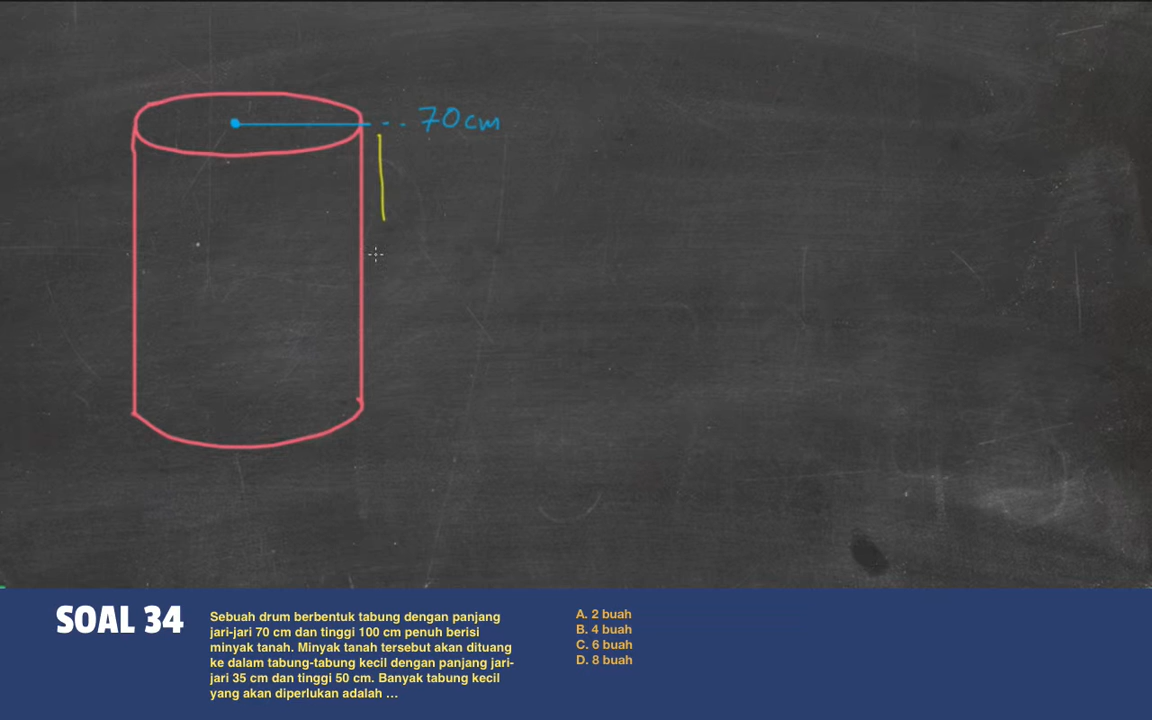 70 cm
SOAL 34
Sebuah drum berbentuk tabung dengan panjang
jari-jari 70 cm dan tinggi 100 cm penuh berisi
minyak tanah. Minyak tanah tersebut akan dituang
ke dalam tabung-tabung kecil dengan panjang jari-
jari 35 cm dan tinggi 50 cm. Banyak tabung kecil
yang akan diperlukan adalah ...
A. 2 buah
B. 4 buah
C. 6 buah
D. 8 buah